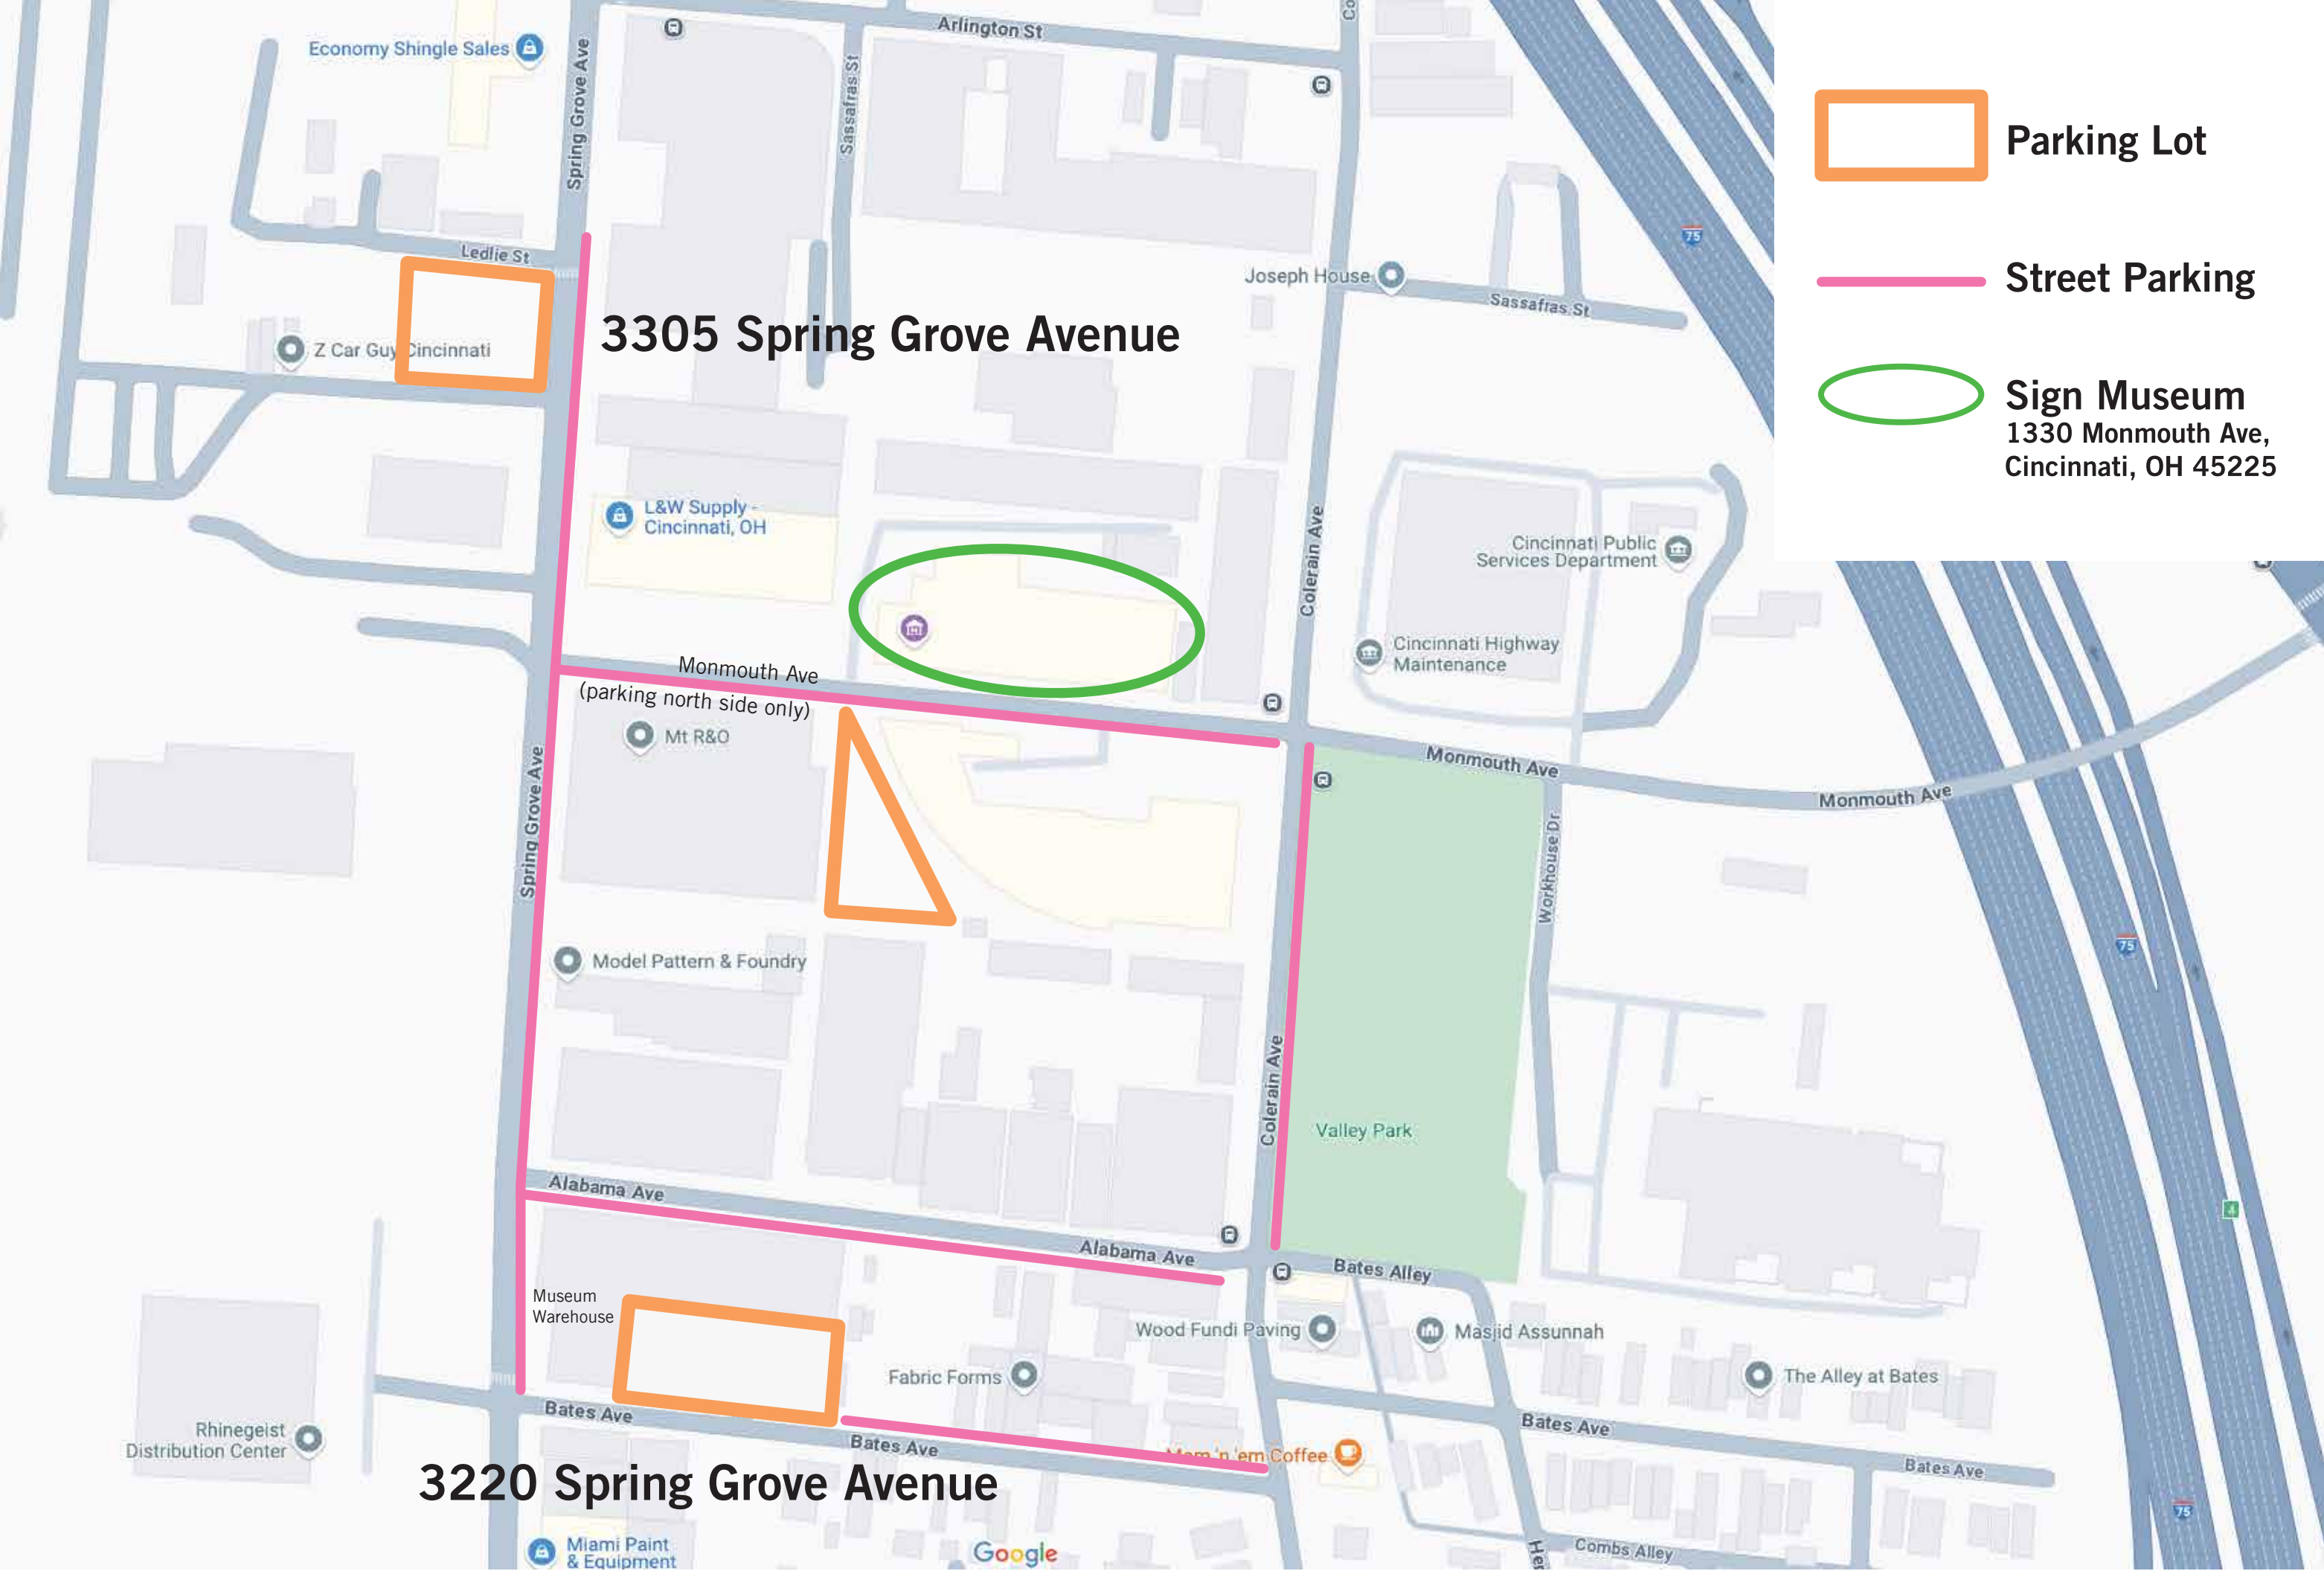 Arlington St
Co
Economy Shingle Sales
Spring Grove Ave
Sassafras St
Parking Lot
75
Ledlie St
Street Parking
Joseph House
Sassafras St
3305 Spring Grove Avenue
Z Car Guy Cincinnati
Sign Museum
1330 Monmouth Ave,
Cincinnati, OH 45225
L&W Supply -
Cincinnati, OH
Colerain Ave
Cincinnati Public
Services Department
Cincinnati Highway
Maintenance
Monmouth Ave
(parking north side only)
Mt R&O
Monmouth Ave
Monmouth Ave
Spring Grove Ave
Workhouse Dr
75
Model Pattern & Foundry
Colerain Ave
Valley Park
Alabama Ave
4
Alabama Ave
Bates Alley
Museum
Warehouse
Wood Fundi Paving
Masjid Assunnah
Fabric Forms
The Alley at Bates
Bates Ave
Rhinegeist
Distribution Center
Bates Ave
Bates Ave
Mom 'n 'em Coffee
Bates Ave
3220 Spring Grove Avenue
75
Miami Paint
& Equipment
Google
Combs Alley